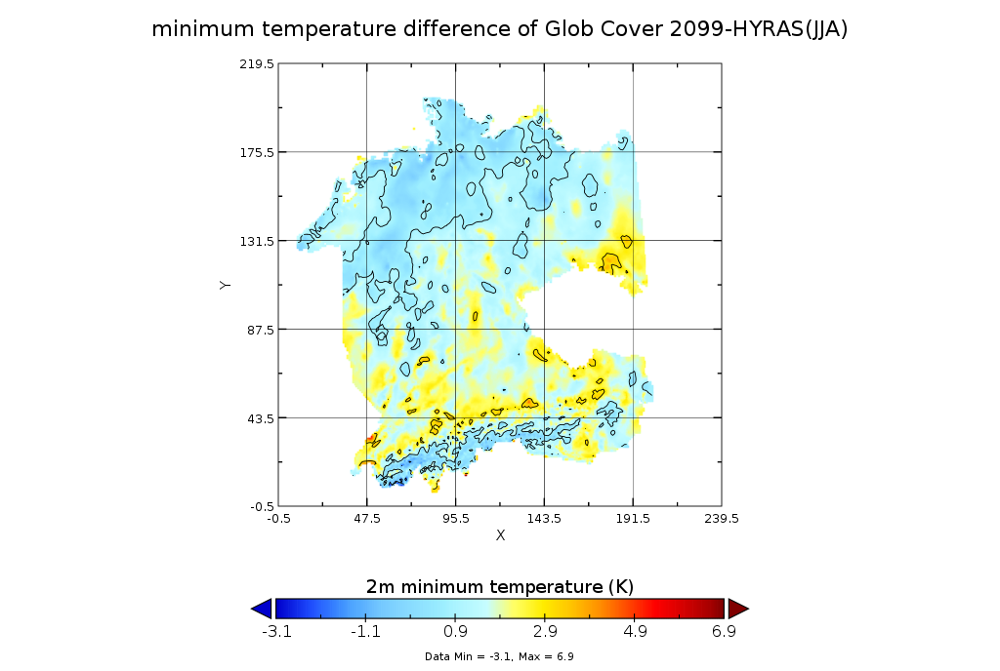 minimum temperature difference of Glob Cover 2099-HYRAS(JJA)
219.5
175.5
131.5
Y
87.5
43.5
-0.5
-0.5 47.5 95.5 143.5 191.5 239.5
X
2m minimum temperature (K)
-3.1 -1.1 0.9 2.9 4.9 6.9
Data Min = -3.1, Max = 6.9